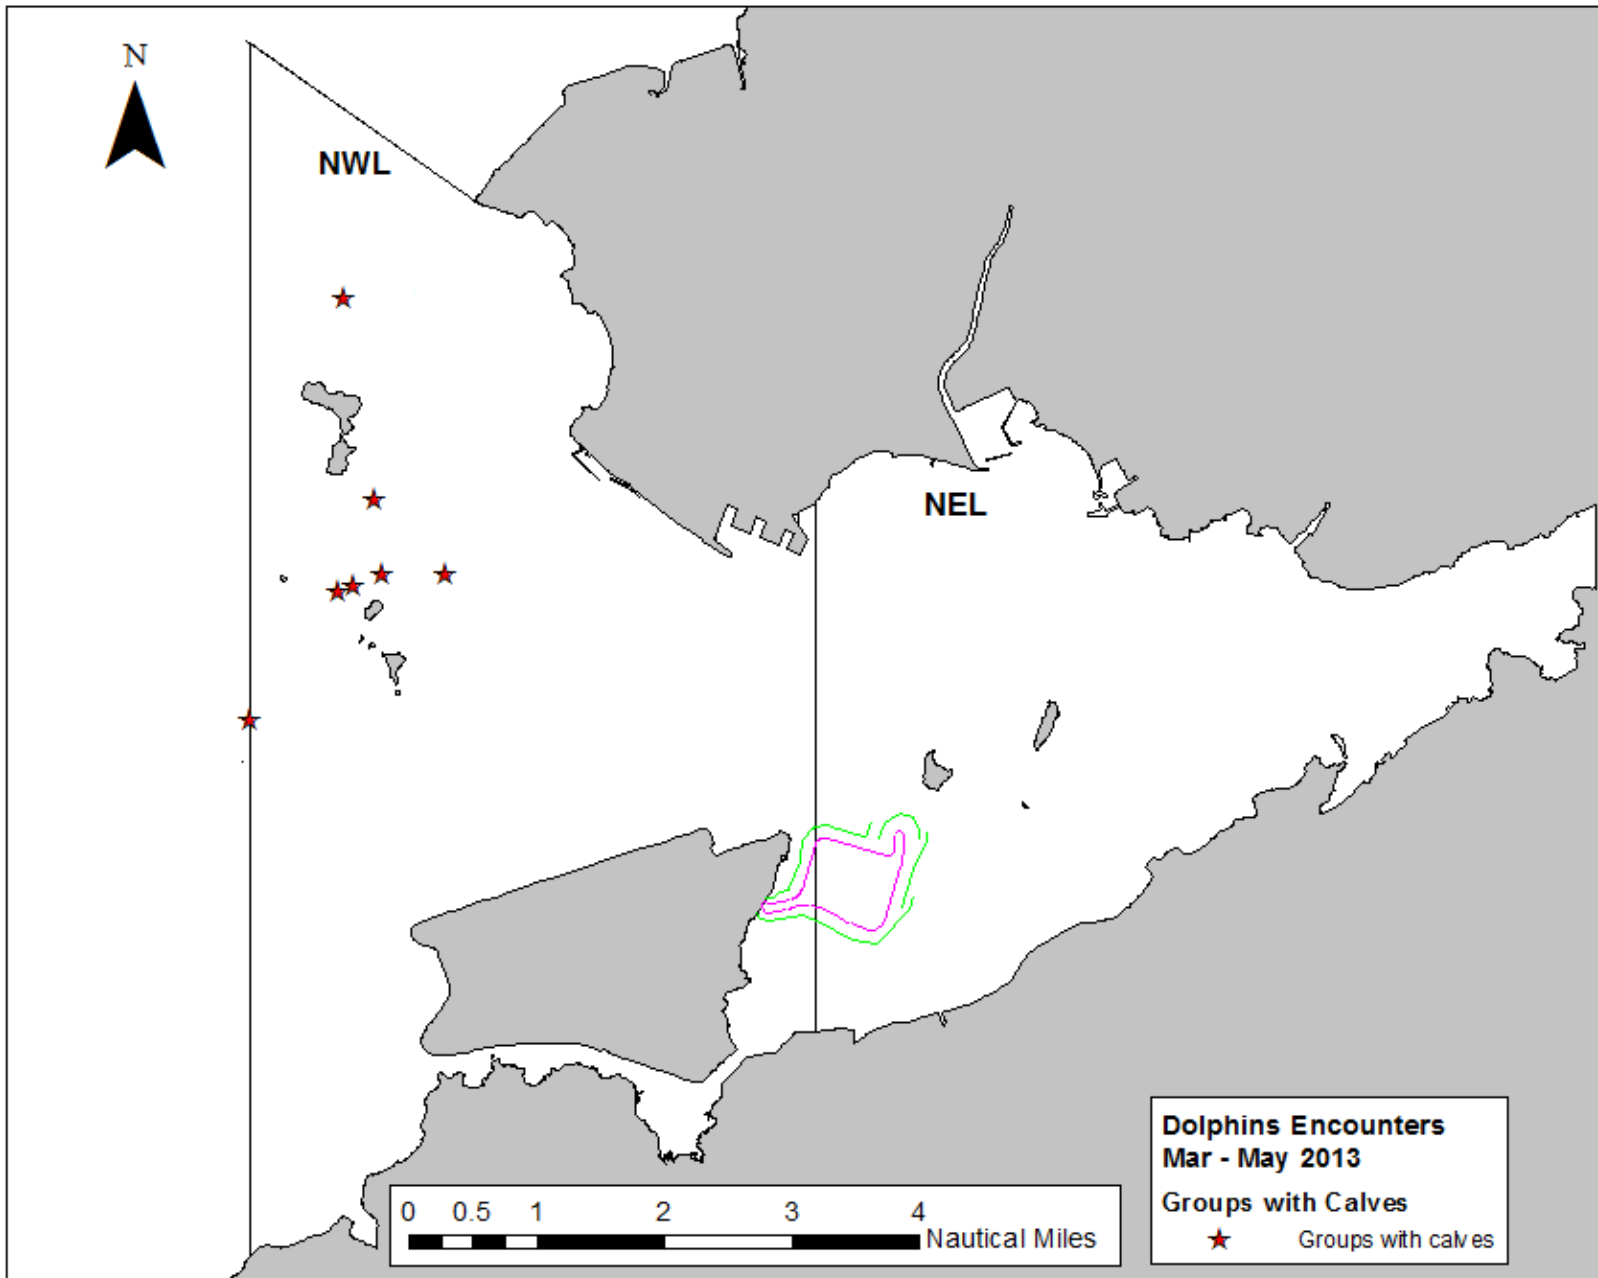 N
NWL
NEL
Dolphins Encounters
Mar - May 2013
Groups with Calves
Groups with calves
0 0.5 1 2 3 4
Nautical Miles